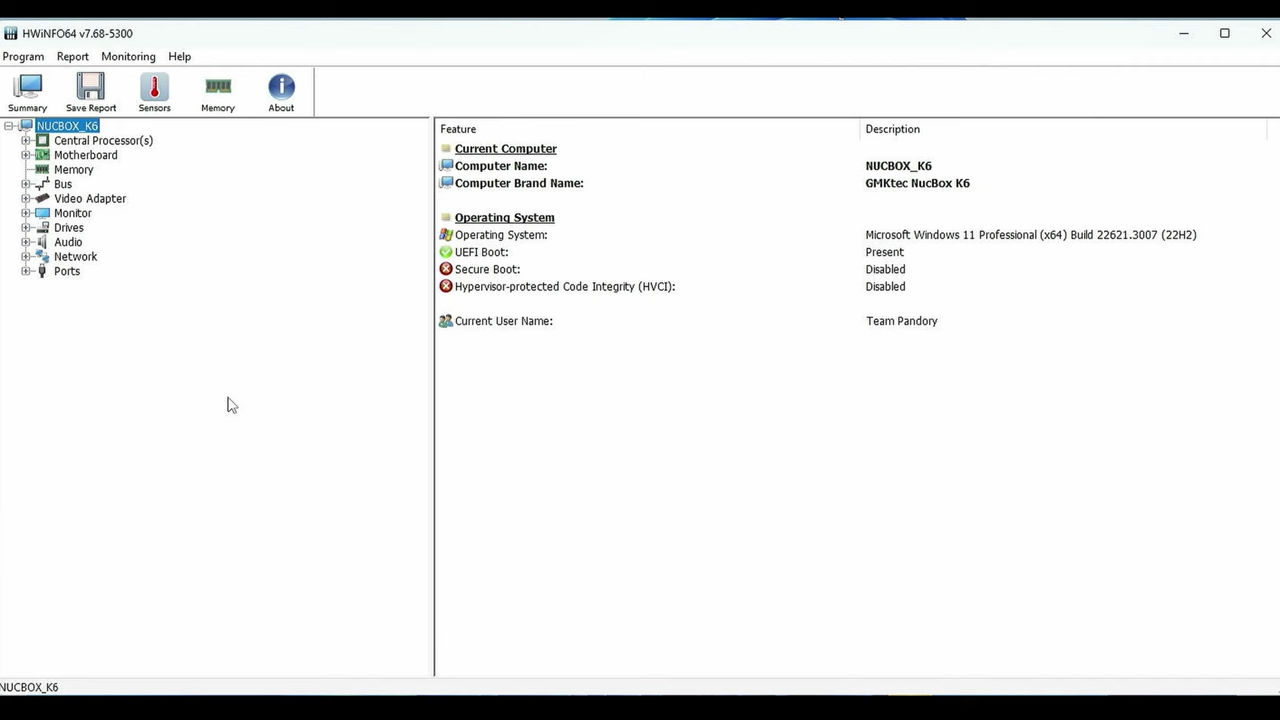 HWiNFO64 v7.68-5300
Program Report Monitoring Help
Summary Save Report Sensors Memory About
NUCBOX_K6
Central Processor(s)
Motherboard
Memory
Bus
Video Adapter
Monitor
Drives
Audio
Network
Ports
Feature Description
Current Computer
Computer Name: NUCBOX_K6
Computer Brand Name: GMKtec NucBox K6
Operating System
Operating System: Microsoft Windows 11 Professional (x64) Build 22621.3007 (22H2)
UEFI Boot: Present
Secure Boot: Disabled
Hypervisor-protected Code Integrity (HVCI): Disabled
Current User Name: Team Pandory
NUCBOX_K6